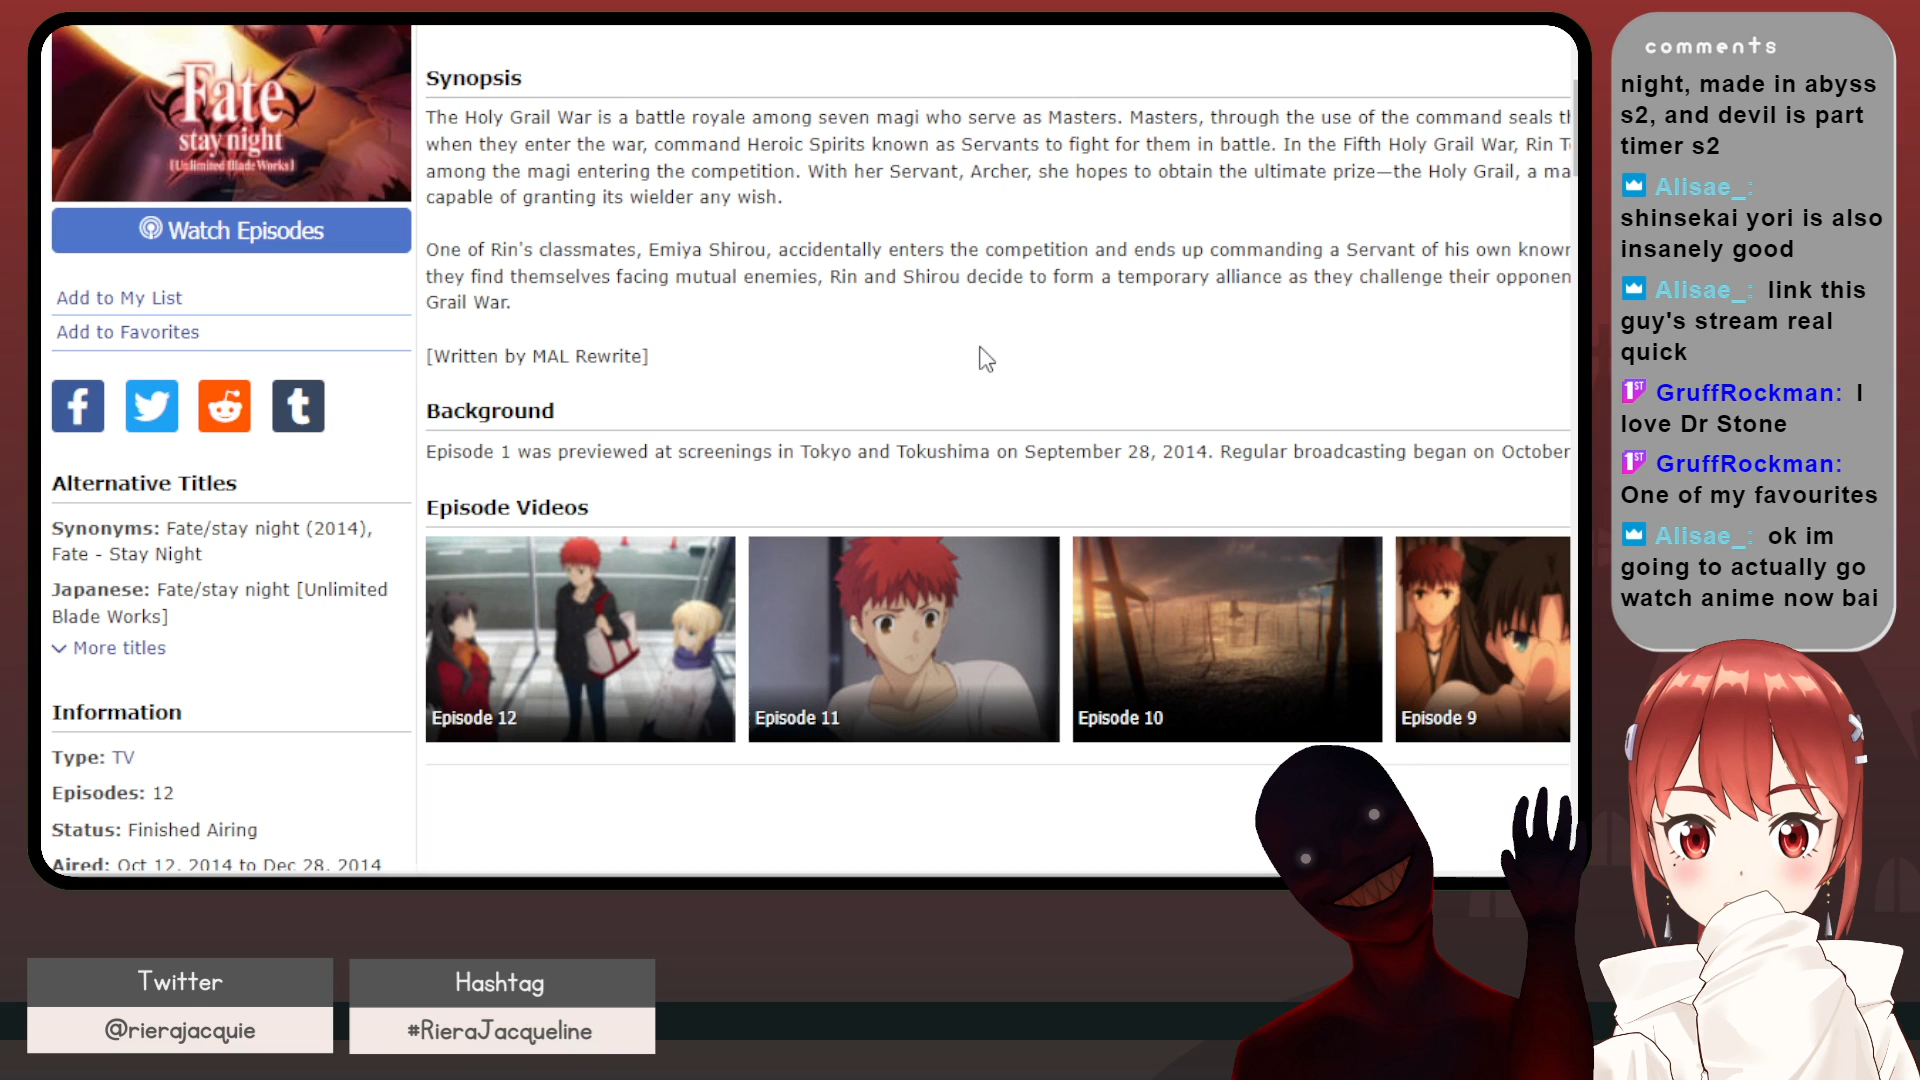 Fate
stay night
[Unlimited Blade Works]
Watch Episodes
Add to My List
Add to Favorites
f
t
Alternative Titles
Synonyms: Fate/stay night (2014),
Fate - Stay Night
Japanese: Fate/stay night [Unlimited
Blade Works]
More titles
Information
Type: TV
Episodes: 12
Status: Finished Airing
Aired: Oct 12, 2014 to Dec 28, 2014
Synopsis
The Holy Grail War is a battle royale among seven magi who serve as Masters. Masters, through the use of the command seals
when they enter the war, command Heroic Spirits known as Servants to fight for them in battle. In the Fifth Holy Grail War, Rin
among the magi entering the competition. With her Servant, Archer, she hopes to obtain the ultimate prize—the Holy Grail, a
capable of granting its wielder any wish.
One of Rin's classmates, Emiya Shirou, accidentally enters the competition and ends up commanding a Servant of his own known
they find themselves facing mutual enemies, Rin and Shirou decide to form a temporary alliance as they challenge their
Grail War.
[Written by MAL Rewrite]
Background
Episode 1 was previewed at screenings in Tokyo and Tokushima on September 28, 2014. Regular broadcasting began on October
Episode Videos
Episode 12
Episode 11
Episode 10
Episode 9
comments
night, made in abyss
s2, and devil is part
timer s2
Alisae_:
shinsekai yori is also
insanely good
Alisae_: link this
guy's stream real
quick
1ST GruffRockman: I
love Dr Stone
1ST GruffRockman:
One of my favourites
Alisae_: ok im
going to actually go
watch anime now bai
Twitter
@rierajacquie
Hashtag
#RieraJacqueline